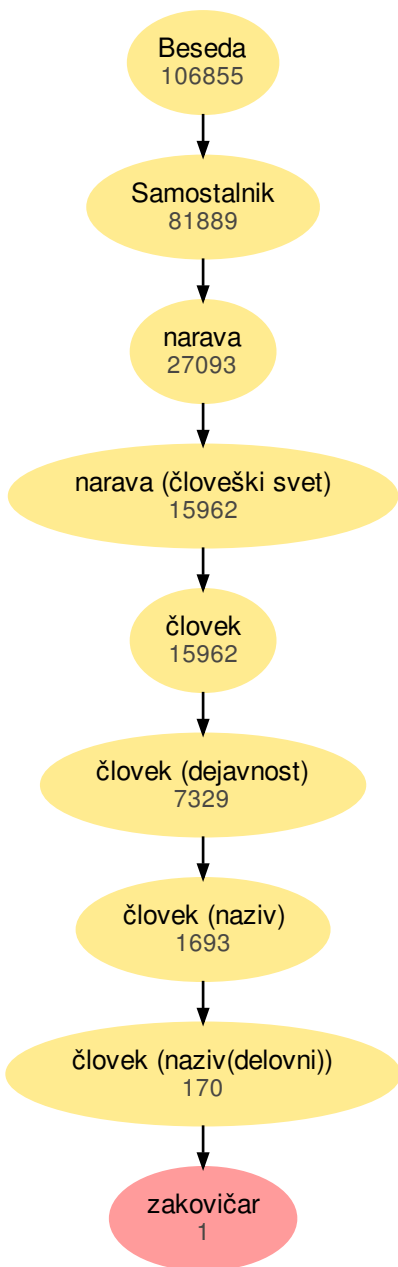 Beseda
106855
Samostalnik
81889
narava
27093
narava (človeški svet)
15962
človek
15962
človek (dejavnost)
7329
človek (naziv)
1693
človek (naziv(delovni))
170
zakovičar
1